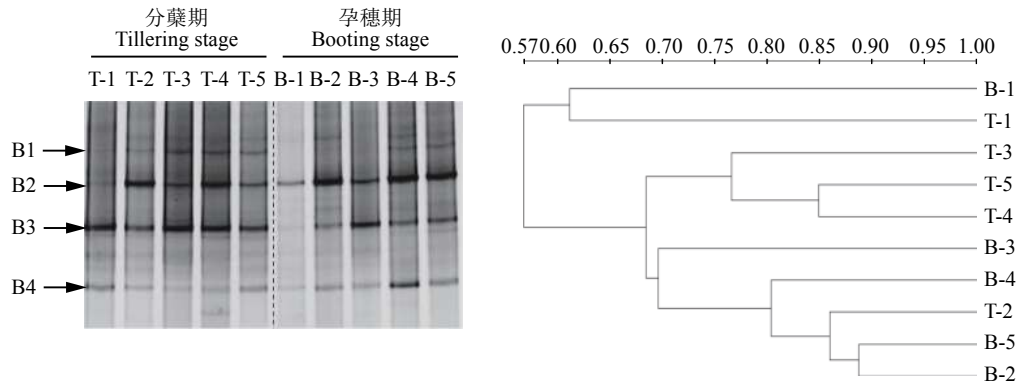 分蘖期
Tillering stage
孕穗期
Booting stage
T-1 T-2 T-3 T-4 T-5 B-1 B-2 B-3 B-4 B-5
B1
B2
B3
B4
0.570.60 0.65 0.70 0.75 0.80 0.85 0.90 0.95 1.00
B-1
T-1
T-3
T-5
T-4
B-3
B-4
T-2
B-5
B-2